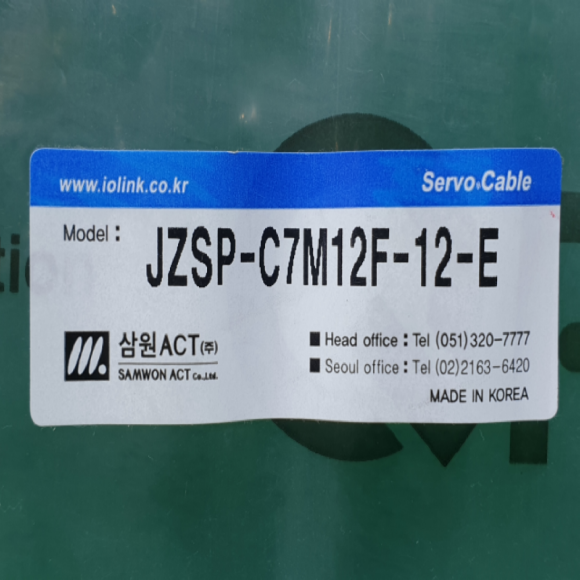 www.iolink.co.kr
Servo Cable
Model :
JZSP-C7M12F-12-E
삼원ACT(주)
SAMWON ACT Co.,Ltd.
■ Head office : Tel (051)320-7777
■ Seoul office : Tel (02)2163-6420
MADE IN KOREA
tion